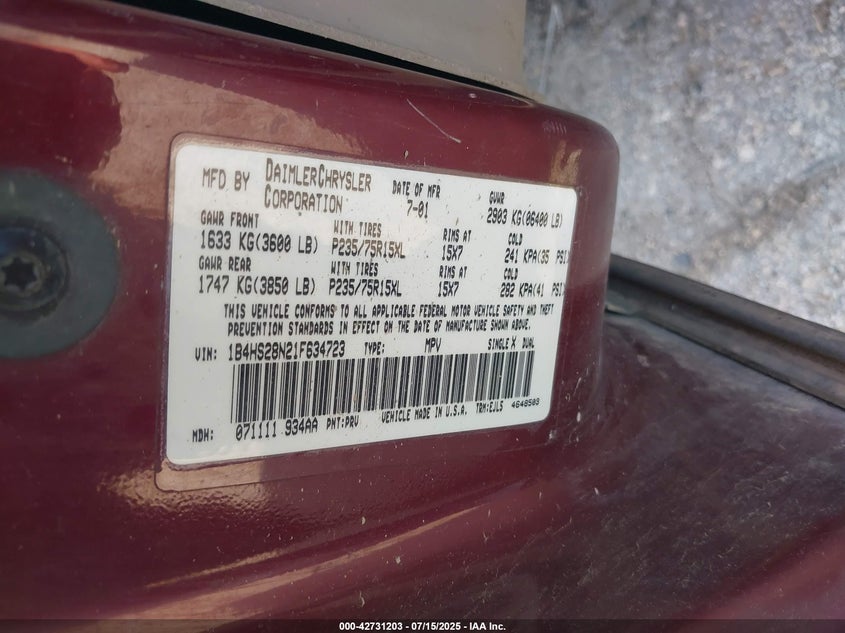 MFD BY DAIMLERCHRYSLER CORPORATION DATE OF MFR 7-01 GVWR 2903 KG(06400 LB)
GAWR FRONT WITH TIRES RIMS AT COLD
1633 KG(3600 LB) P235/75R15XL 15X7 241 KPA(35 PSI)
GAWR REAR WITH TIRES RIMS AT COLD
1747 KG(3850 LB) P235/75R15XL 15X7 282 KPA(41 PSI)
THIS VEHICLE CONFORMS TO ALL APPLICABLE FEDERAL MOTOR VEHICLE SAFETY AND THEFT
PREVENTION STANDARDS IN EFFECT ON THE DATE OF MANUFACTURE SHOWN ABOVE.
VIN: 1B4HS28N21F634723 TYPE: MPV SINGLE X DUAL
MDH: 071111 934AA PNT:PRV VEHICLE MADE IN U.S.A. TRM:EJL5 4648509
000-42731203 - 07/15/2025 - IAA Inc.